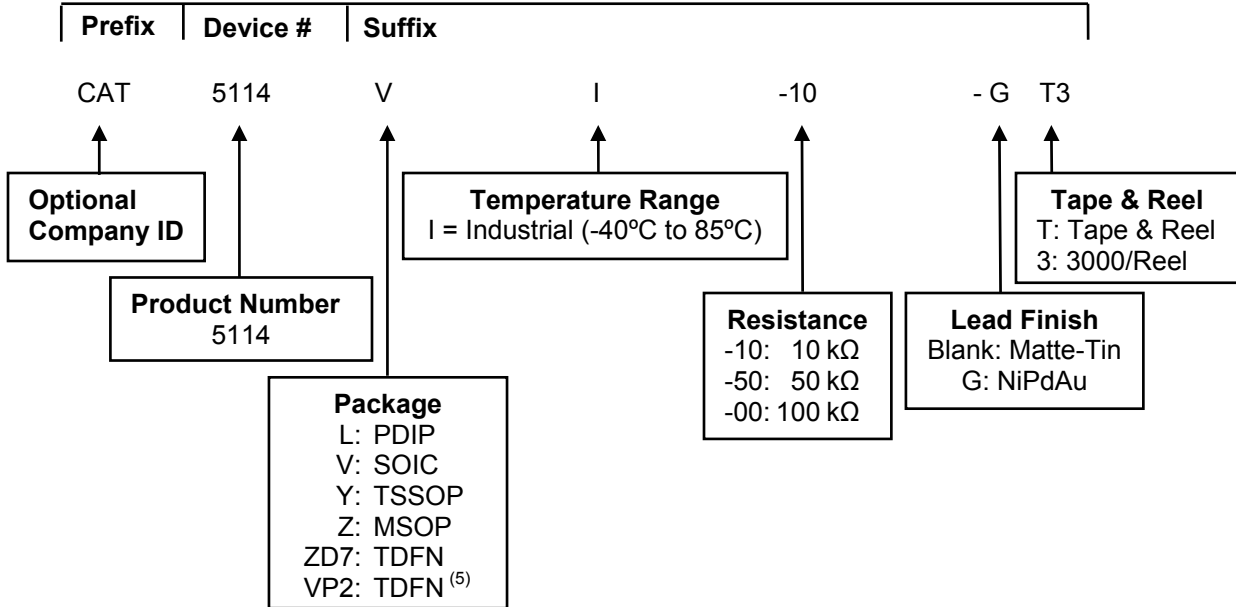 Prefix Device # Suffix
CAT 5114 V I -10 - G T3
Optional
Company ID
Product Number
5114
Package
L: PDIP
V: SOIC
Y: TSSOP
Z: MSOP
ZD7: TDFN
VP2: TDFN (5)
Temperature Range
I = Industrial (-40ºC to 85ºC)
Resistance
-10: 10 kΩ
-50: 50 kΩ
-00: 100 kΩ
Lead Finish
Blank: Matte-Tin
G: NiPdAu
Tape & Reel
T: Tape & Reel
3: 3000/Reel